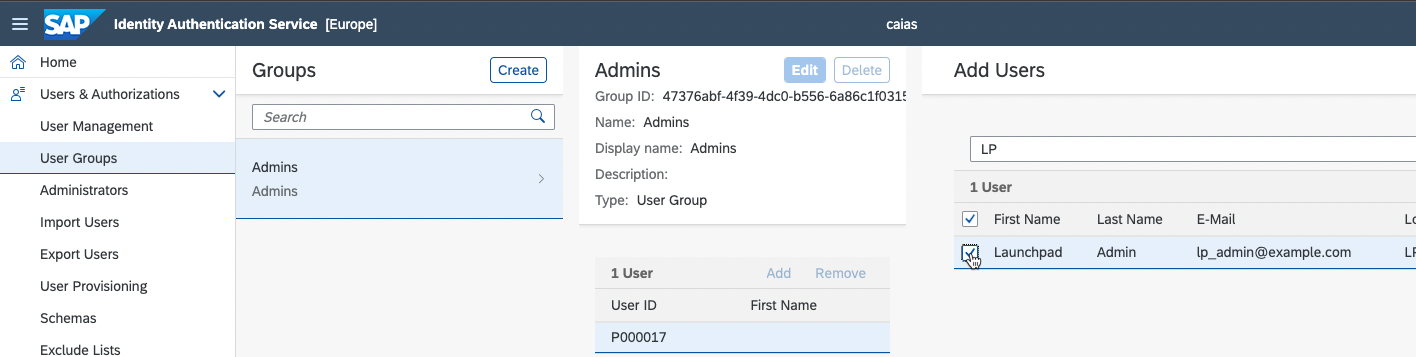 SAP Identity Authentication Service [Europe] caias
Home
Users & Authorizations
User Management
User Groups
Administrators
Import Users
Export Users
User Provisioning
Schemas
Exclude Lists
Groups Create
Search
Admins
Admins
Admins Edit Delete
Group ID: 47376abf-4f39-4dc0-b556-6a86c1f0315
Name: Admins
Display name: Admins
Description:
Type: User Group
1 User Add Remove
User ID First Name
P000017
Add Users
LP
1 User
First Name Last Name E-Mail
Launchpad Admin lp_admin@example.com